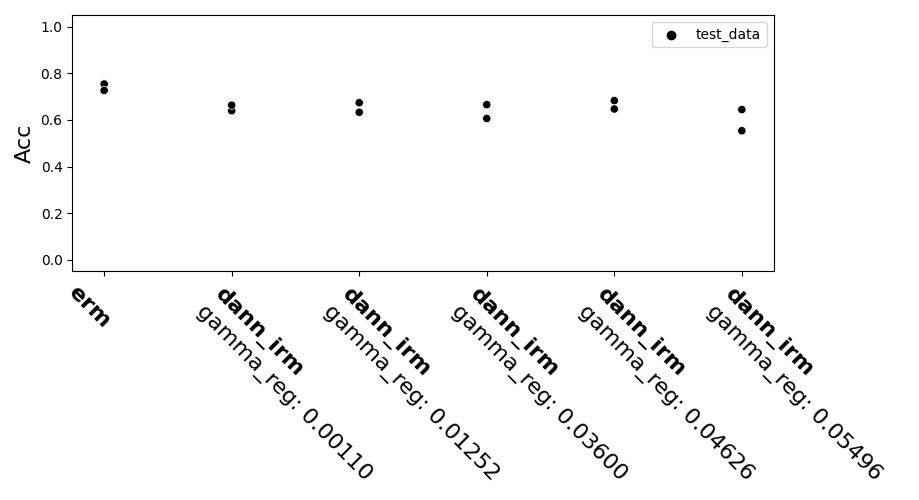 1.0
0.8
0.6
0.4
0.2
0.0
Acc
test_data
erm
dann_irm
gamma_reg: 0.00110
dann_irm
gamma_reg: 0.01252
dann_irm
gamma_reg: 0.03600
dann_irm
gamma_reg: 0.04626
dann_irm
gamma_reg: 0.05496